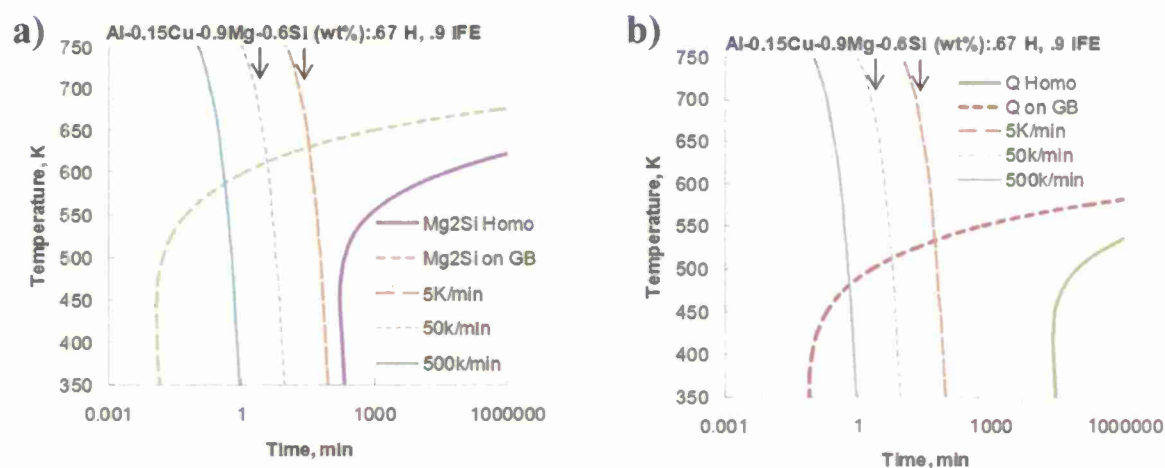 a)
Al-0.15Cu-0.9Mg-0.6Si (wt%):.67 H, .9 IFE
750
700
650
600
550
500
450
400
350
Temperature, K
Mg2Si Homo
Mg2Si on GB
5K/min
50k/min
500k/min
0.001
1
1000
1000000
Time, min
b)
Al-0.15Cu-0.9Mg-0.6Si (wt%):.67 H, .9 IFE
750
700
650
600
550
500
450
400
350
Temperature, K
Q Homo
Q on GB
5K/min
50k/min
500k/min
0.001
1
1000
1000000
Time, min